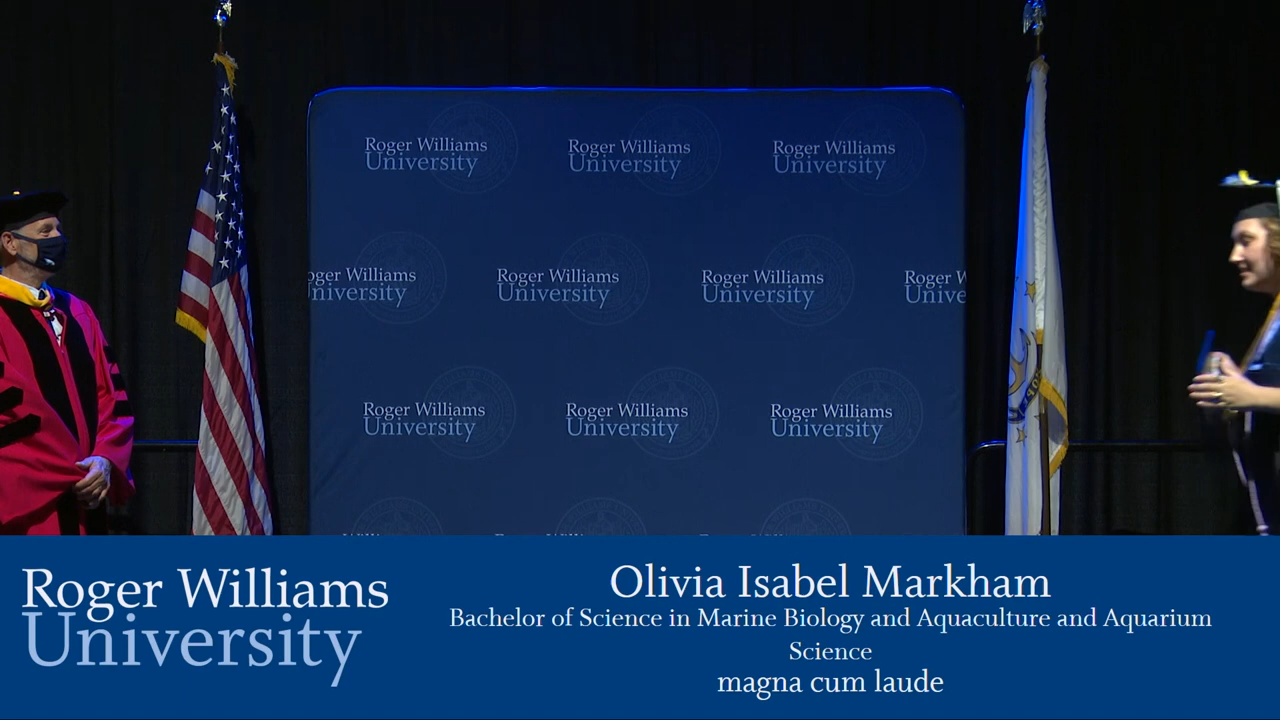 Roger Williams
University
Roger Williams
University
Roger Williams
University
oger Williams
University
Roger Williams
University
Roger Williams
University
Roger W
Unive
Roger Williams
University
Roger Williams
University
Roger Williams
University
Roger Williams
University
Olivia Isabel Markham
Bachelor of Science in Marine Biology and Aquaculture and Aquarium
Science
magna cum laude